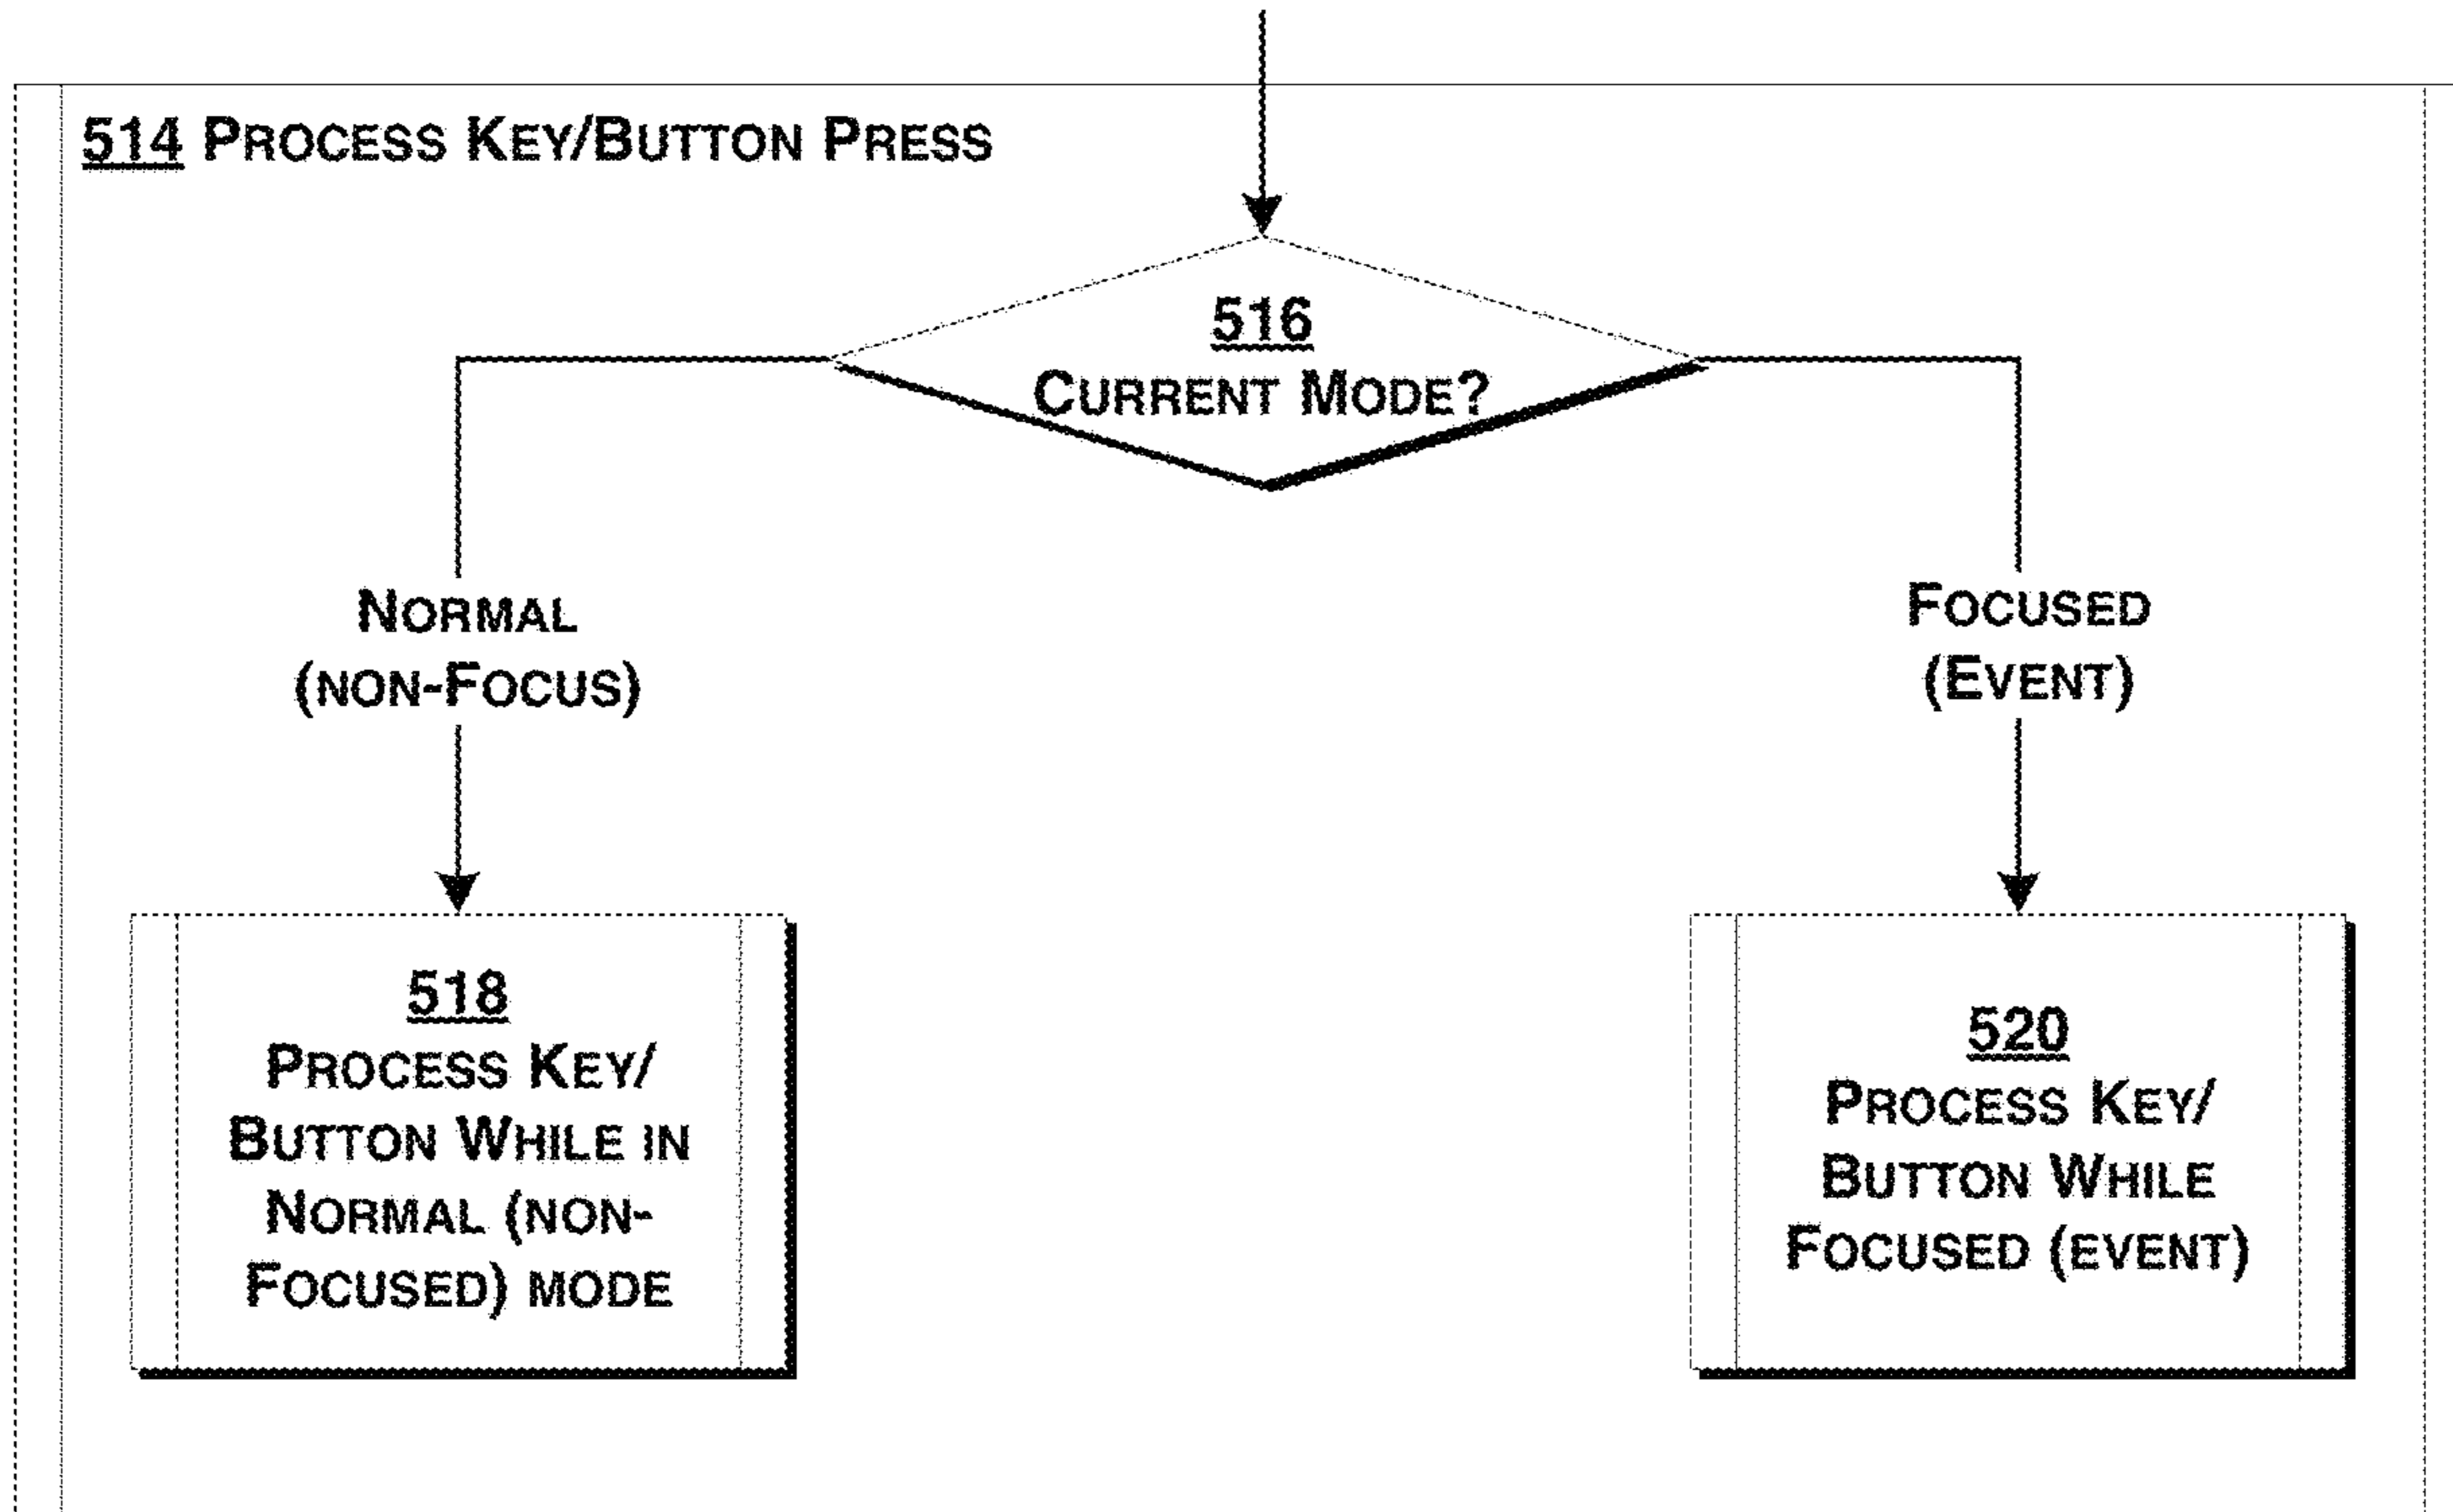 514 PROCESS KEY/BUTTON PRESS
516
CURRENT MODE?
NORMAL
(NON-FOCUS)
FOCUSED
(EVENT)
518
PROCESS KEY/
BUTTON WHILE IN
NORMAL (NON-
FOCUSED) MODE
520
PROCESS KEY/
BUTTON WHILE
FOCUSED (EVENT)